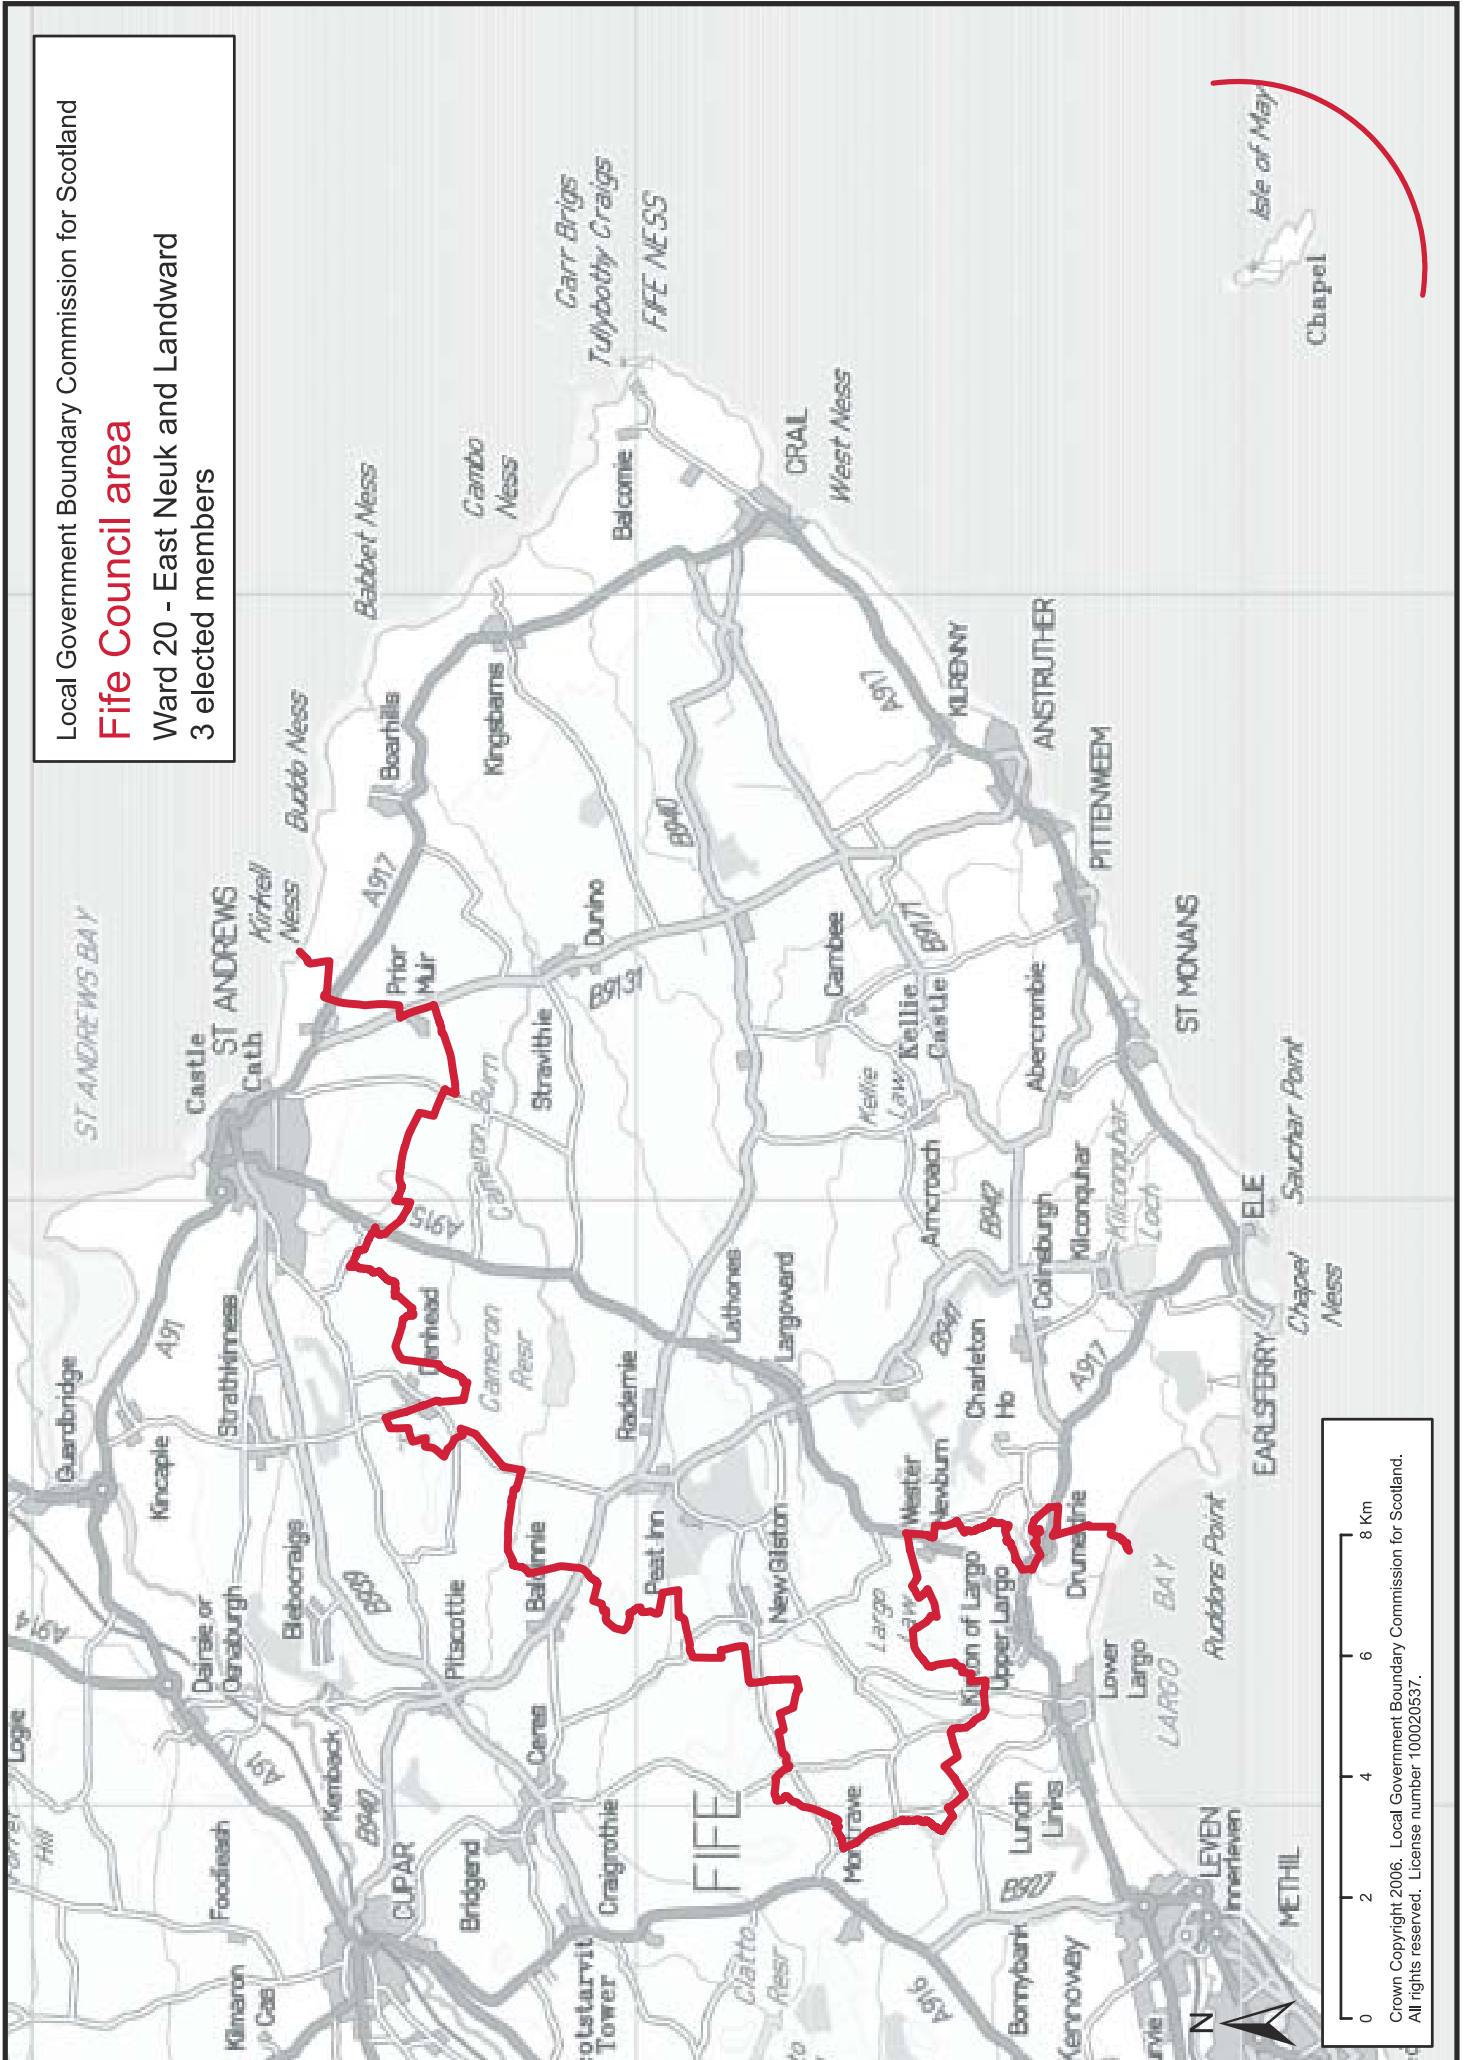 Local Government Boundary Commission for Scotland
Fife Council area
Ward 20 - East Neuk and Landward
3 elected members
ST ANDREWS BAY
Castle
ST ANDREWS
Cath
Kinkell
Ness
Buddo Ness
Babbet Ness
Cambo
Ness
Carr Brigs
Tullybothy Craigs
FIFE NESS
Balcomie
CRAIL
West Ness
Isle of May
Chapel
Guardbridge
A91
Kincaple
Strathkinness
Blebocraigs
B939
Dairsie or
Osnaburgh
A914
Logie
Hill
Foodieash
A91
Kemback
B940
CUPAR
Kilmaron
Cas
Bridgend
Pitscottie
Ceres
Craigrothie
Tower
FIFE
Denhead
A915
Cameron Burn
Cameron
Resr
Prior
Muir
A917
Boarhills
Kingsbarns
Dunino
B9131
Stravithie
B940
Radernie
Lathones
Largoward
Peat Inn
Baldinnie
New Gilston
Largo
Law
Montrave
Clatto
Resr
A916
Bonnybank
Kennoway
B927
Lundin
Links
Lower
Largo
Upper Largo
Kirkton of Largo
Wester
Newburn
Drumeldrie
Charleton
Ho
B941
Colinsburgh
Kilconquhar
Kilconquhar
Loch
B942
Arncroach
Kellie
Law
Kellie
Castle
Carnbee
B9171
Abercrombie
A917
KILRENNY
ANSTRUTHER
PITTENWEEM
ST MONANS
Sauchar Point
ELIE
Chapel
Ness
EARLSFERRY
A917
Ruddons Point
LARGO BAY
LEVEN
Innerleven
METHIL
N
0 2 4 6 8 Km
Crown Copyright 2006. Local Government Boundary Commission for Scotland.
All rights reserved. License number 100020537.